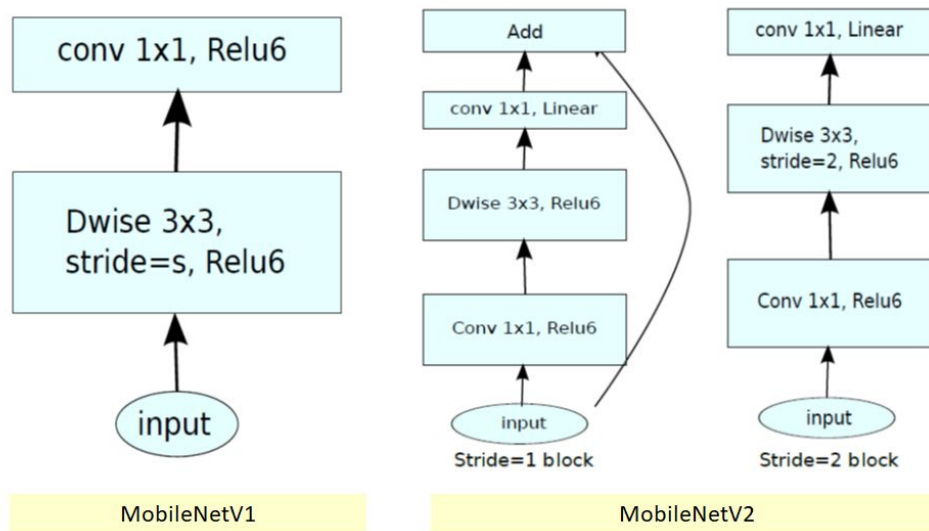 conv 1x1, Relu6
Dwise 3x3,
stride=s, Relu6
input
MobileNetV1
Add
conv 1x1, Linear
Dwise 3x3, Relu6
Conv 1x1, Relu6
input
Stride=1 block
conv 1x1, Linear
Dwise 3x3,
stride=2, Relu6
Conv 1x1, Relu6
input
Stride=2 block
MobileNetV2